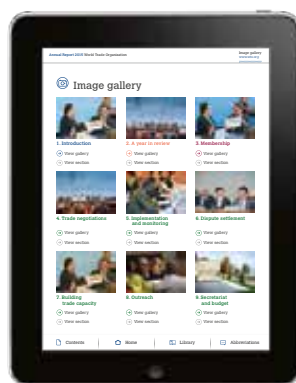 Annual Report 2010 World Trade Organization
Image gallery
Image gallery
1. Introduction
View gallery
View section
2. A year in review
View gallery
View section
3. Membership
View gallery
View section
4. Trade negotiations
View gallery
View section
5. Implementation
and monitoring
View gallery
View section
6. Dispute settlement
View gallery
View section
7. Building
trade capacity
View gallery
View section
8. Outreach
View gallery
View section
9. Secretariat
and budget
View gallery
View section
Contents
Home
Library
Abbreviations